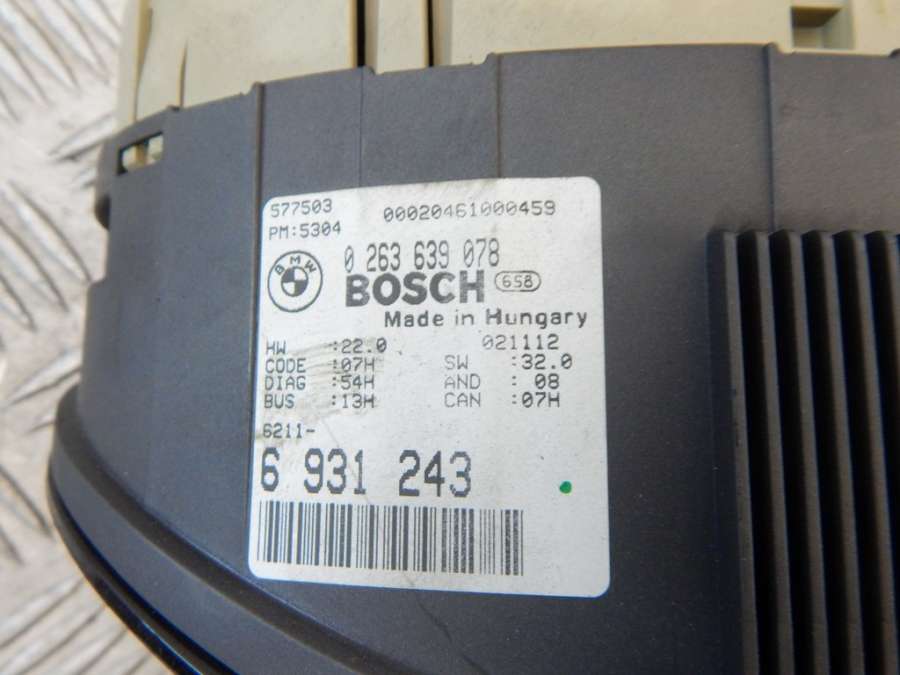 577503 00020461000459
PM:5304
BMW
0 263 639 078
BOSCH 658
Made in Hungary
HW :22.0 021112
CODE :07H SW :32.0
DIAG :54H AND : 08
BUS :13H CAN :07H
6211-
6 931 243